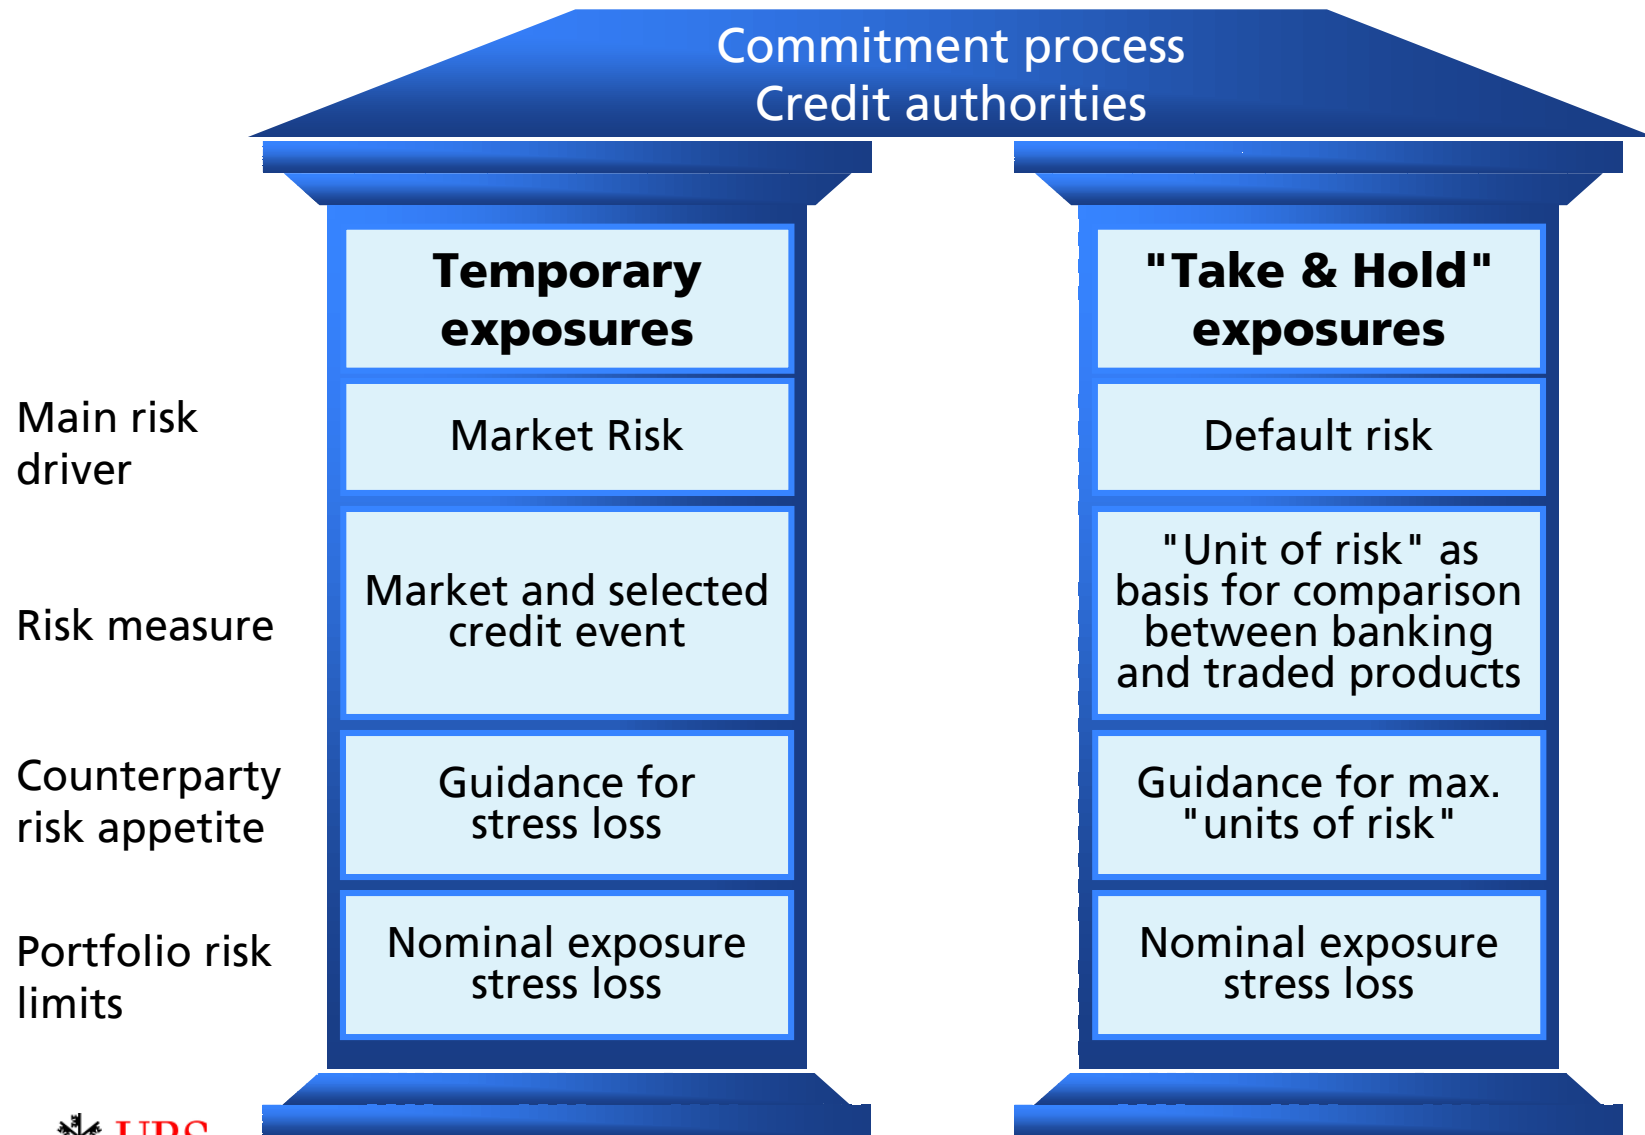 Commitment process
Credit authorities
Temporary
exposures
"Take & Hold"
exposures
Main risk
driver
Market Risk
Default risk
Risk measure
Market and selected
credit event
"Unit of risk" as
basis for comparison
between banking
and traded products
Counterparty
risk appetite
Guidance for
stress loss
Guidance for max.
"units of risk"
Portfolio risk
limits
Nominal exposure
stress loss
Nominal exposure
stress loss
UBS